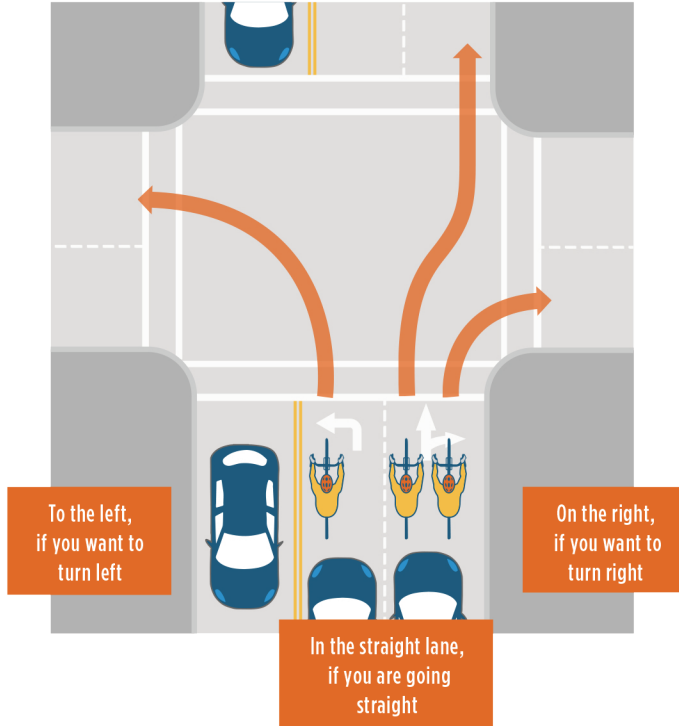 To the left,
if you want to
turn left
On the right,
if you want to
turn right
In the straight lane,
if you are going
straight